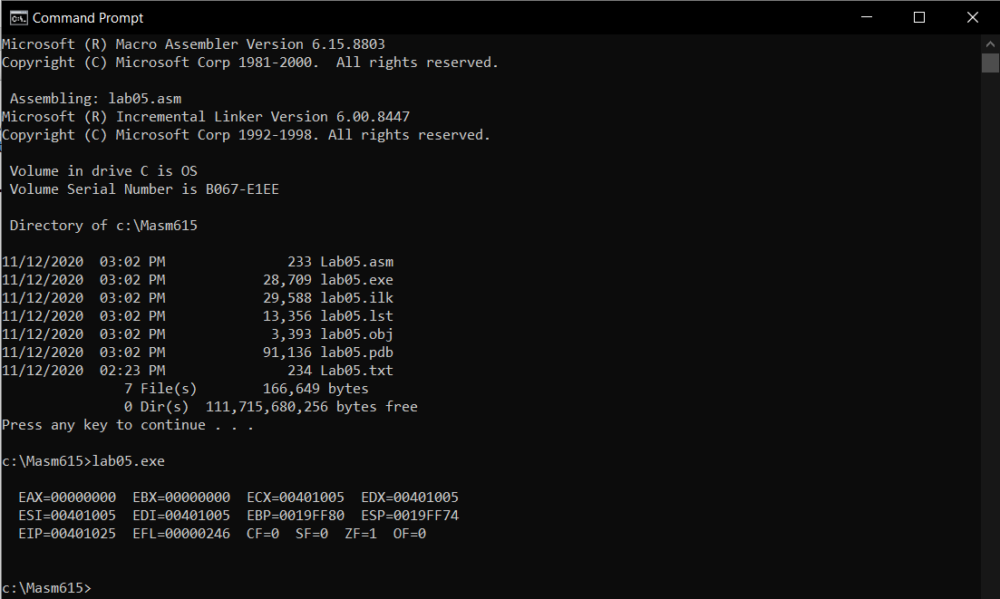 Command Prompt
Microsoft (R) Macro Assembler Version 6.15.8803
Copyright (C) Microsoft Corp 1981-2000.  All rights reserved.
 Assembling: lab05.asm
Microsoft (R) Incremental Linker Version 6.00.8447
Copyright (C) Microsoft Corp 1992-1998. All rights reserved.
 Volume in drive C is OS
 Volume Serial Number is B067-E1EE
 Directory of c:\Masm615
11/12/2020  03:02 PM               233 Lab05.asm
11/12/2020  03:02 PM            28,709 lab05.exe
11/12/2020  03:02 PM            29,588 lab05.ilk
11/12/2020  03:02 PM            13,356 lab05.lst
11/12/2020  03:02 PM             3,393 lab05.obj
11/12/2020  03:02 PM            91,136 lab05.pdb
11/12/2020  02:23 PM               234 Lab05.txt
               7 File(s)        166,649 bytes
               0 Dir(s)  111,715,680,256 bytes free
Press any key to continue . . .
c:\Masm615>lab05.exe
  EAX=00000000  EBX=00000000  ECX=00401005  EDX=00401005
  ESI=00401005  EDI=00401005  EBP=0019FF80  ESP=0019FF74
  EIP=00401025  EFL=00000246  CF=0  SF=0  ZF=1  OF=0
c:\Masm615>